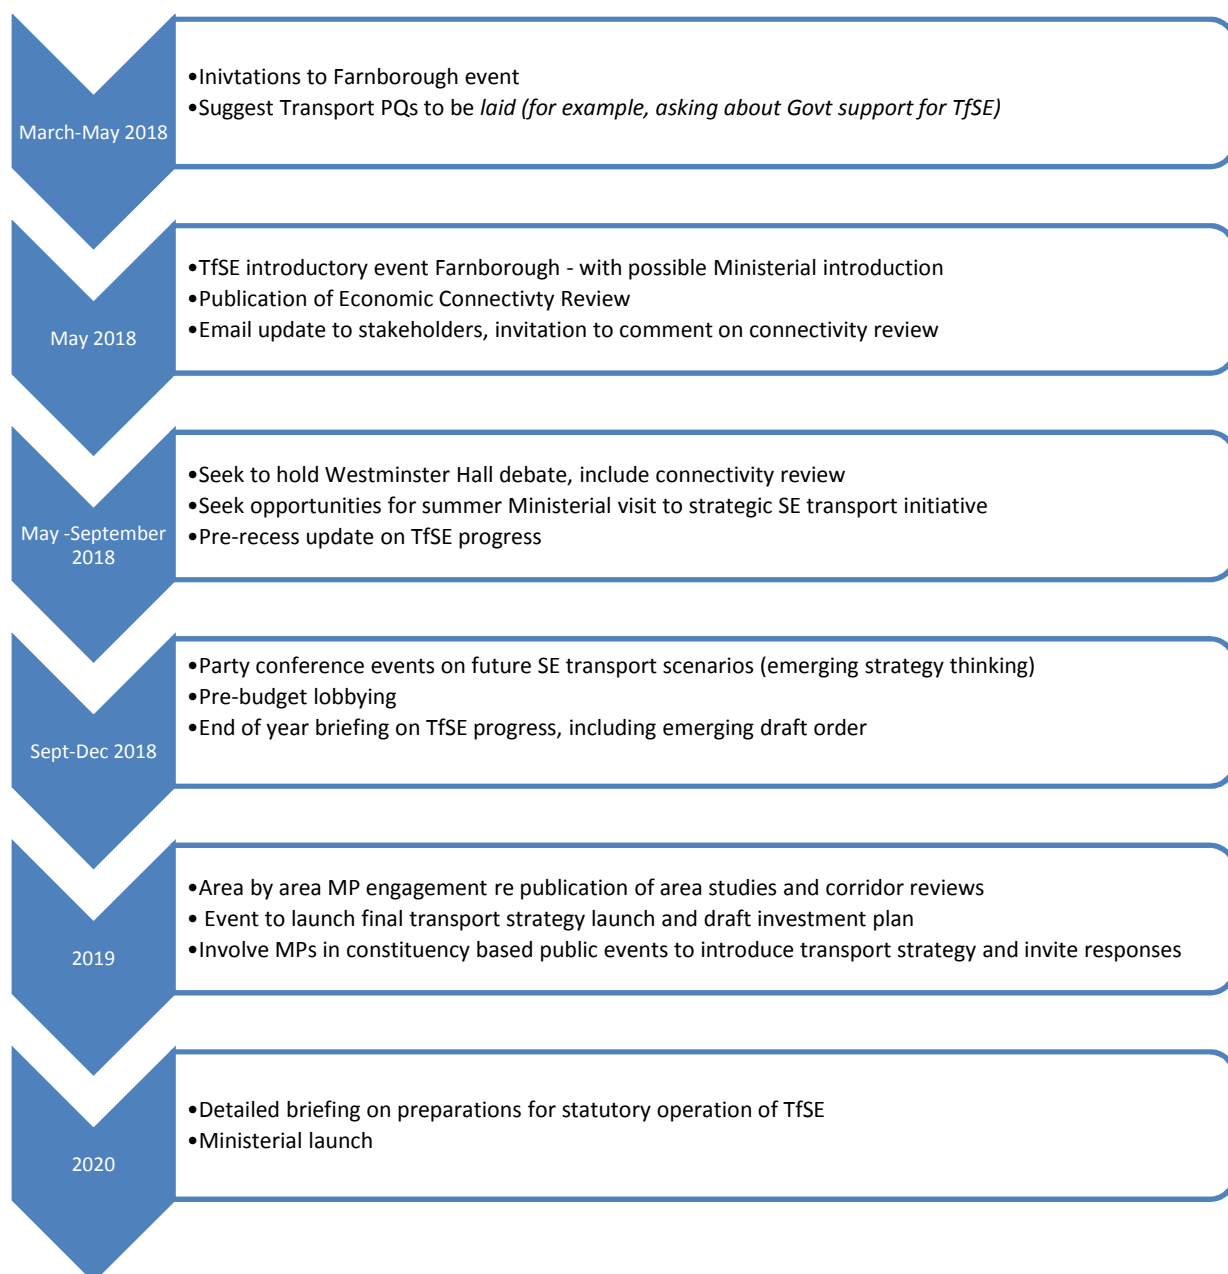 March-May 2018
•Inivtations to Farnborough event
•Suggest Transport PQs to be laid (for example, asking about Govt support for TfSE)
May 2018
•TfSE introductory event Farnborough - with possible Ministerial introduction
•Publication of Economic Connectivty Review
•Email update to stakeholders, invitation to comment on connectivity review
May -September
2018
•Seek to hold Westminster Hall debate, include connectivity review
•Seek opportunities for summer Ministerial visit to strategic SE transport initiative
•Pre-recess update on TfSE progress
Sept-Dec 2018
•Party conference events on future SE transport scenarios (emerging strategy thinking)
•Pre-budget lobbying
•End of year briefing on TfSE progress, including emerging draft order
2019
•Area by area MP engagement re publication of area studies and corridor reviews
• Event to launch final transport strategy launch and draft investment plan
•Involve MPs in constituency based public events to introduce transport strategy and invite responses
2020
•Detailed briefing on preparations for statutory operation of TfSE
•Ministerial launch